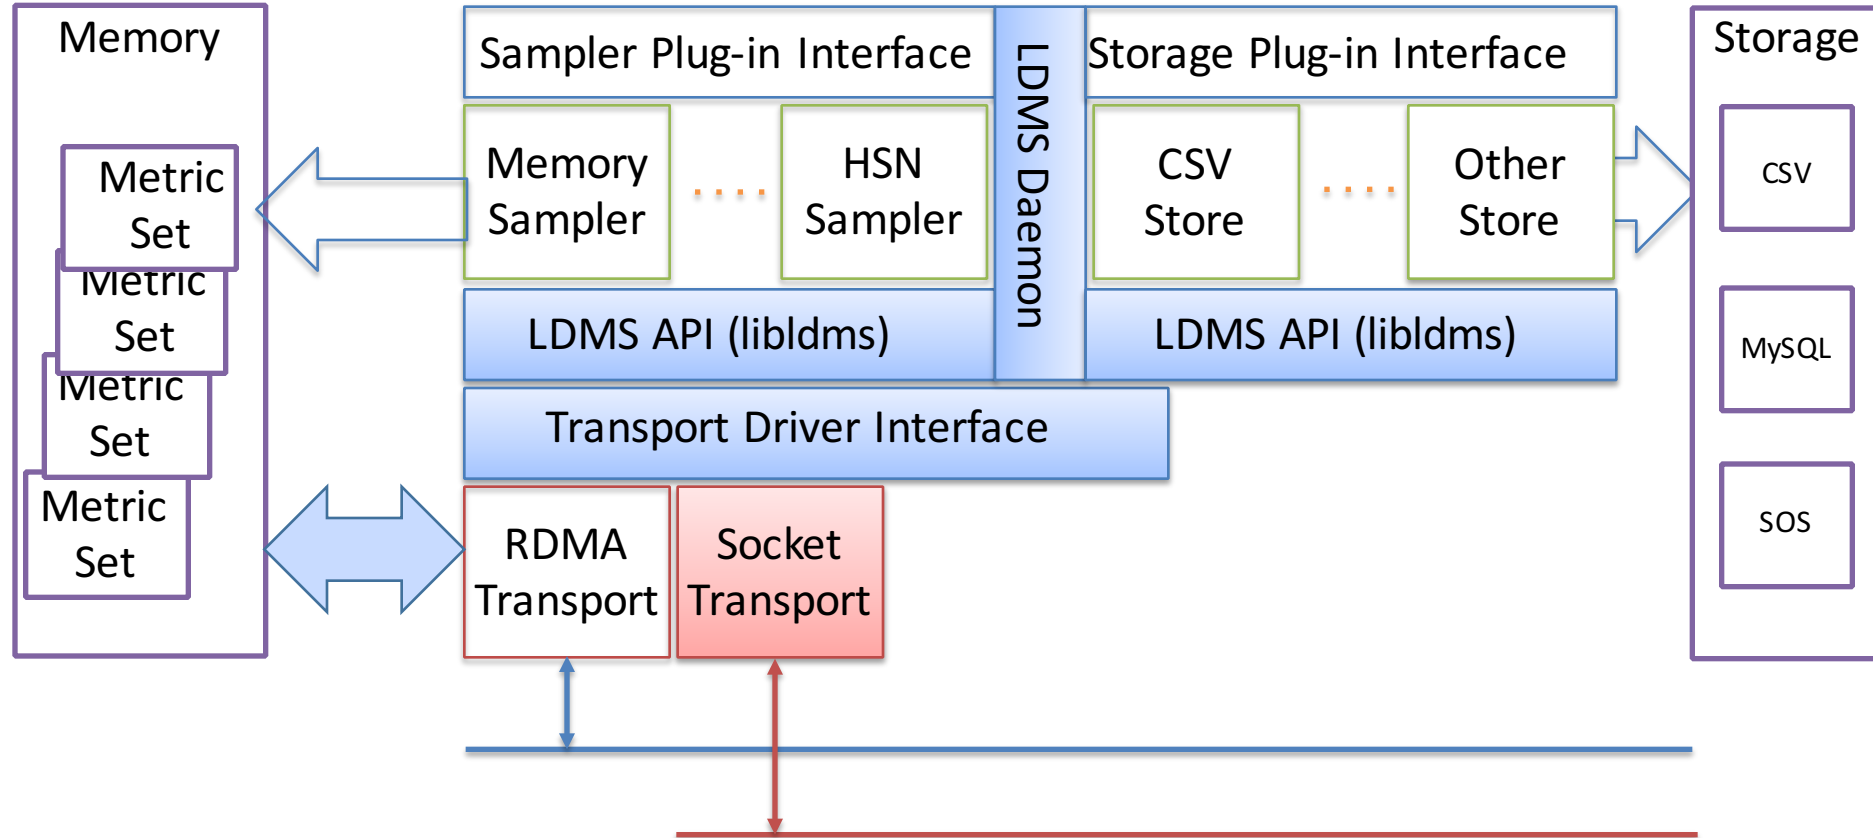 Memory
Metric
Set
Metric
Set
Metric
Set
Metric
Set
Sampler Plug-in Interface
Memory
Sampler
HSN
Sampler
LDMS API (libldms)
LDMS Daemon
Storage Plug-in Interface
CSV
Store
Other
Store
LDMS API (libldms)
Transport Driver Interface
RDMA
Transport
Socket
Transport
Storage
CSV
MySQL
SOS